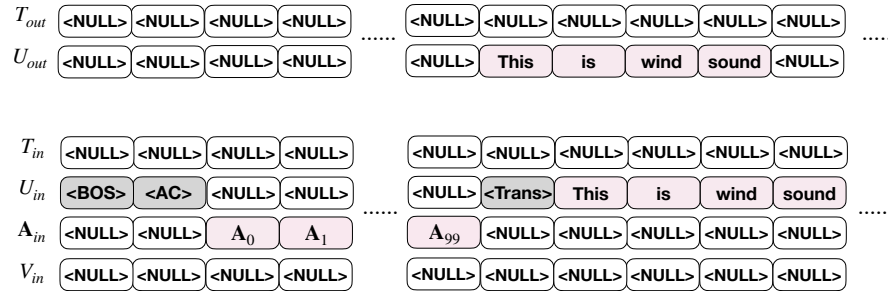 T_out <NULL> <NULL> <NULL> <NULL> ...... <NULL> <NULL> <NULL> <NULL> <NULL> <NULL> ......
U_out <NULL> <NULL> <NULL> <NULL> <NULL> This is wind sound <NULL>
T_in <NULL> <NULL> <NULL> <NULL> <NULL> <NULL> <NULL> <NULL> <NULL> <NULL>
U_in <BOS> <AC> <NULL> <NULL> ...... <NULL> <Trans> This is wind sound ......
A_in <NULL> <NULL> A_0 A_1 A_99 <NULL> <NULL> <NULL> <NULL> <NULL>
V_in <NULL> <NULL> <NULL> <NULL> <NULL> <NULL> <NULL> <NULL> <NULL> <NULL>